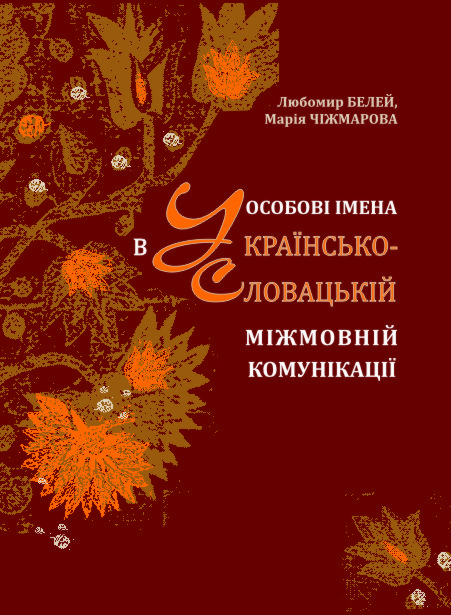 Любомир БЕЛЕЙ,
Марія ЧІЖМАРОВА
ОСОБОВІ ІМЕНА
В УКРАЇНСЬКО-
СЛОВАЦЬКІЙ
МІЖМОВНІЙ
КОМУНІКАЦІЇ